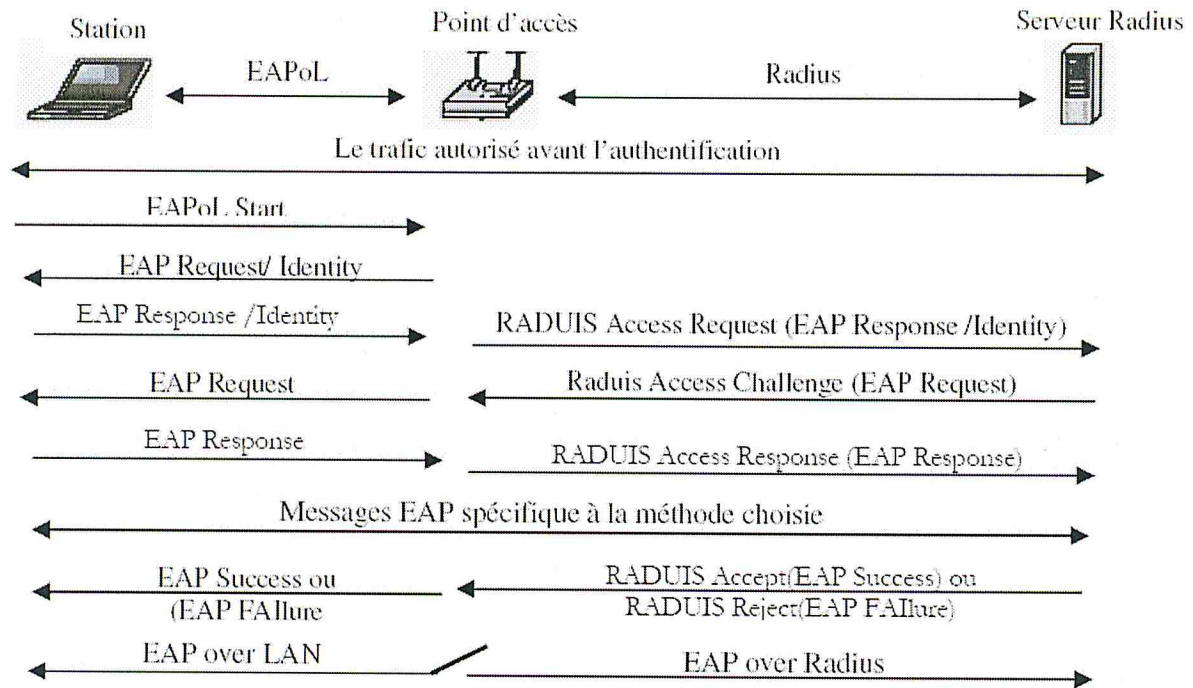 Station
Point d'accès
Serveur Radius
EAPoL
Radius
Le trafic autorisé avant l'authentification
EAPoL Start
EAP Request/ Identity
EAP Response /Identity
RADUIS Access Request (EAP Response /Identity)
EAP Request
Raduis Access Challenge (EAP Request)
EAP Response
RADUIS Access Response (EAP Response)
Messages EAP spécifique à la méthode choisie
EAP Success ou
(EAP FAIlure
RADUIS Accept(EAP Success) ou
RADUIS Reject(EAP FAIlure)
EAP over LAN
EAP over Radius